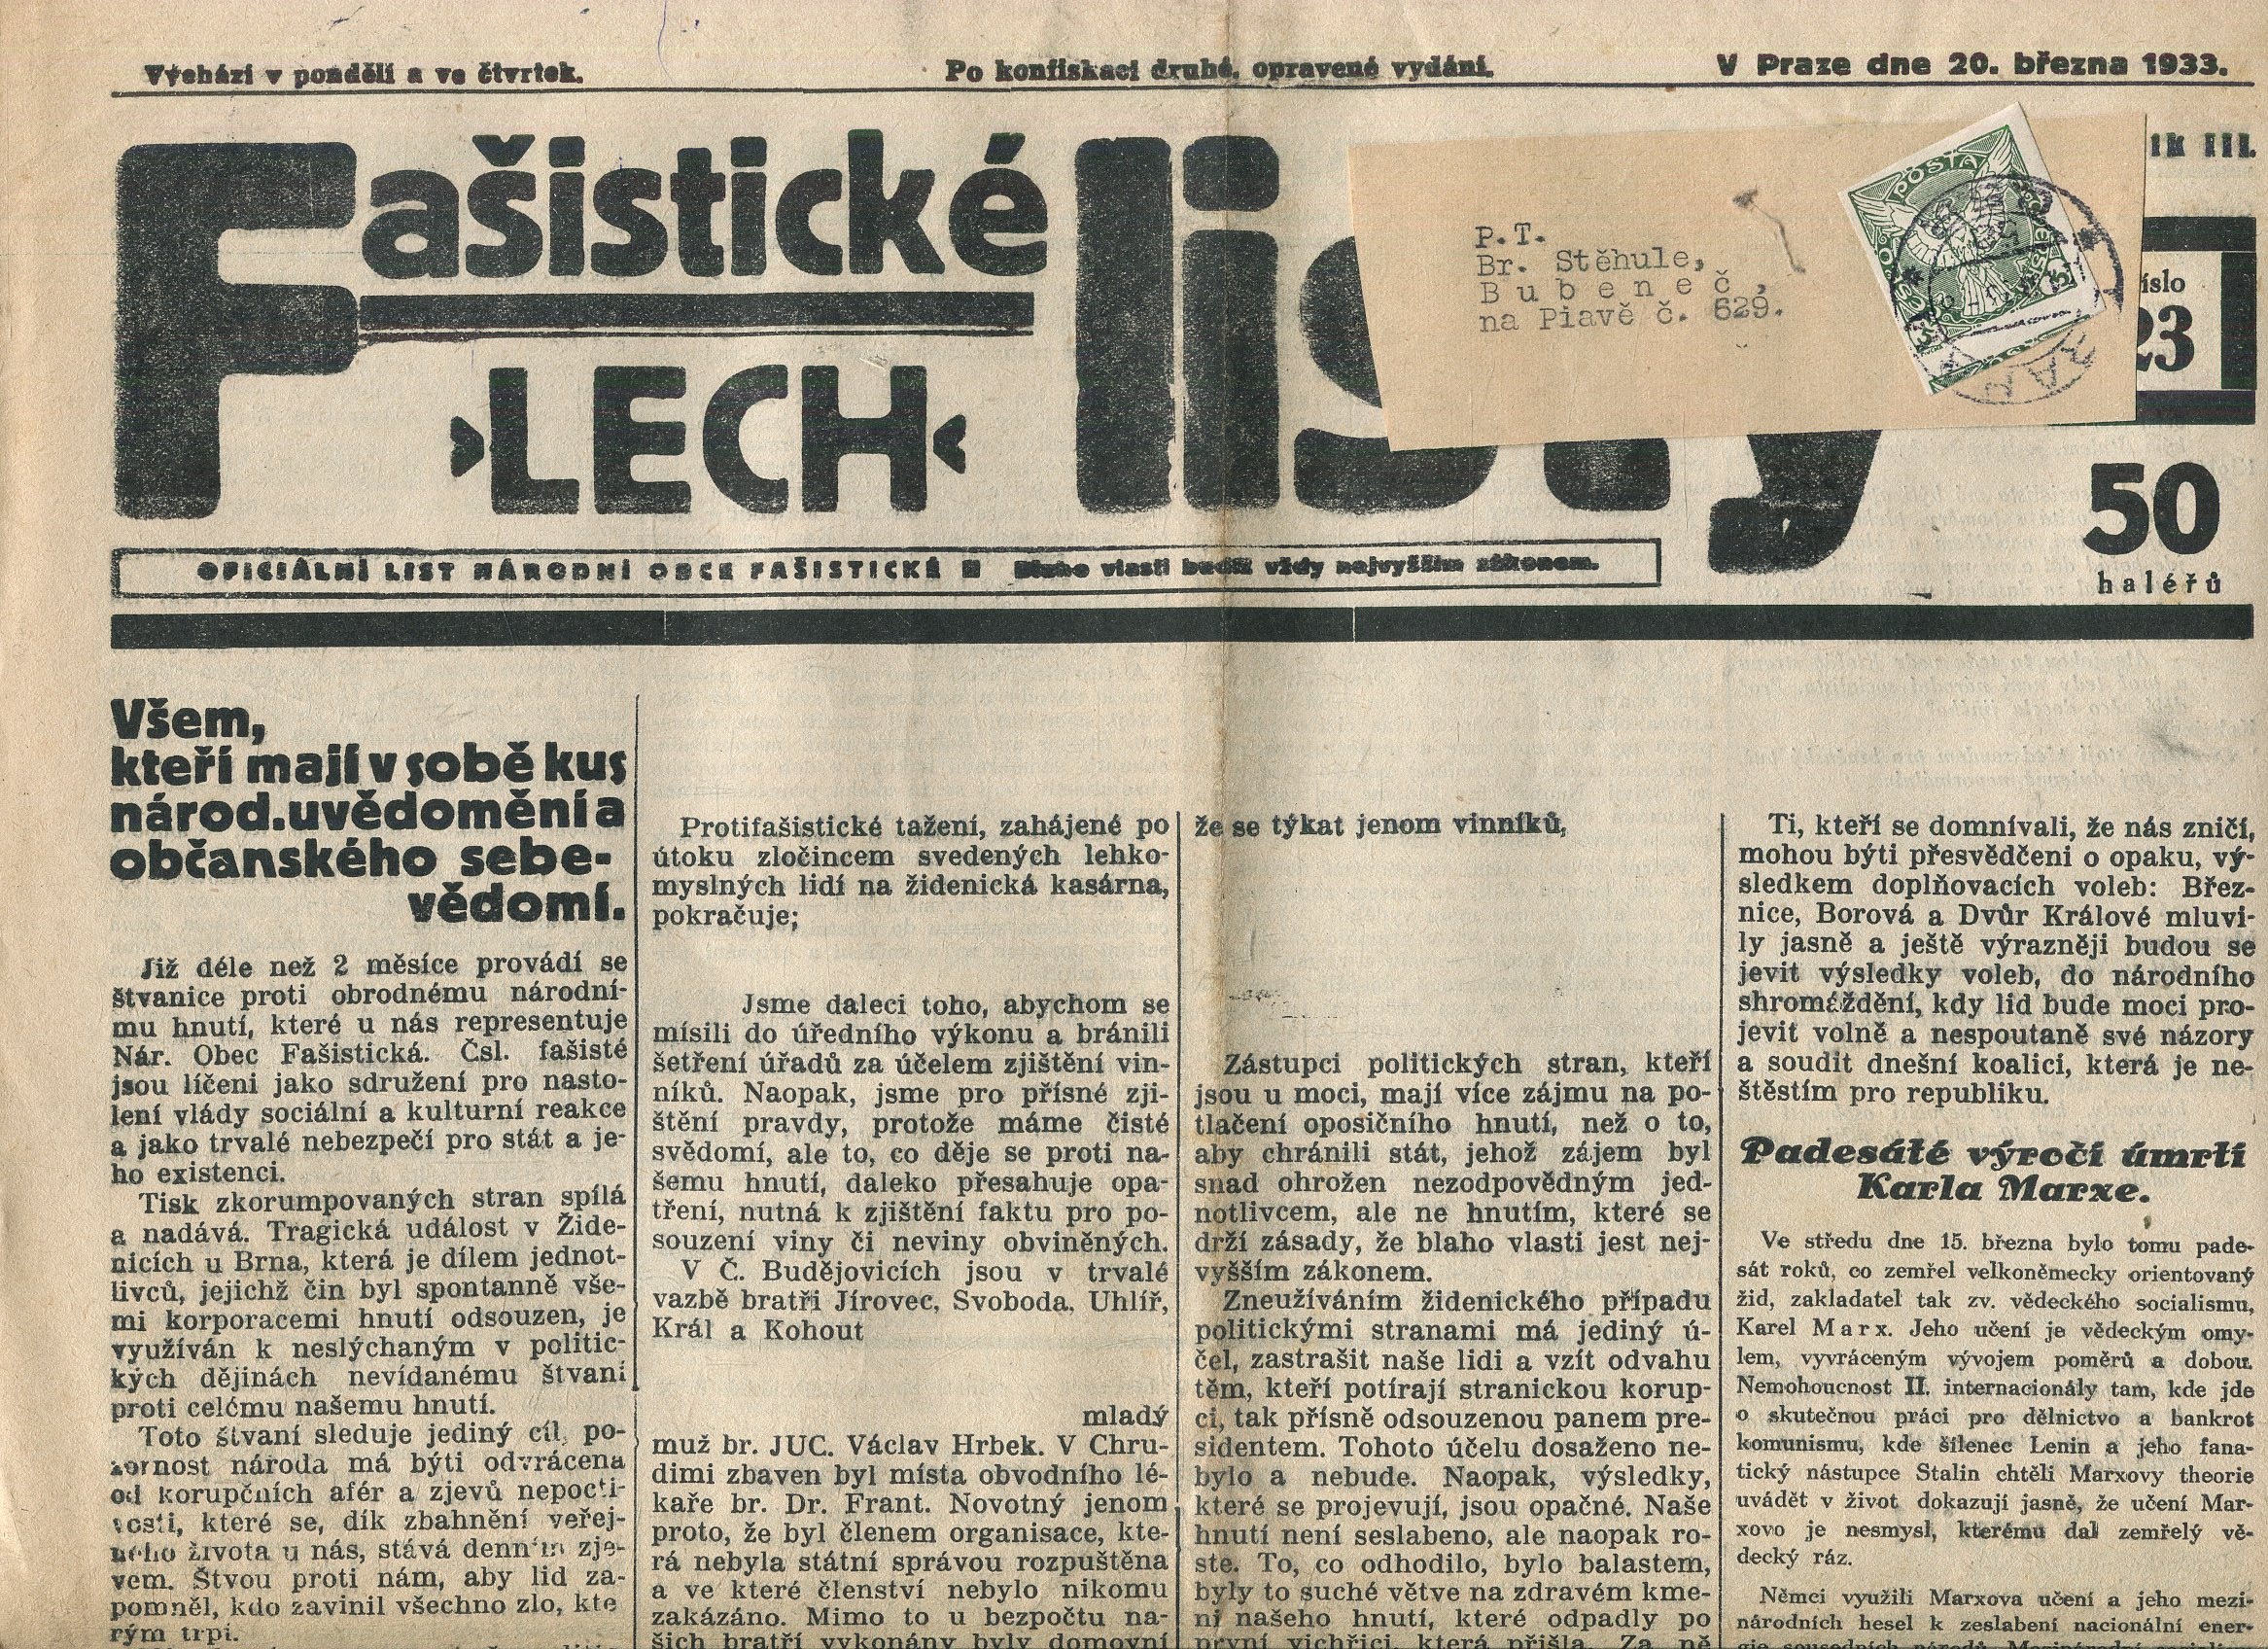 Vychází v pondělí a ve čtvrtek.
Po konfiskaci druhé, opravené vydání.
V Praze dne 20. března 1933.
Fašistické listy
LECH
ík III.
íslo
23
50
haléřů
P.T.
Br. Stěhule,
Bubeneč,
na Piavě č. 629.
POŠTA
OFICIÁLNÍ LIST NÁRODNÍ OBCE FAŠISTICKÉ Blaho vlasti budiž vždy nejvyšším zákonem.
Všem,
kteří mají v sobě kus
národ.uvědomění a
občanského sebe-
vědomí.
Již déle než 2 měsíce provádí se
štvanice proti obrodnému národní-
mu hnutí, které u nás representuje
Nár. Obec Fašistická. Čsl. fašisté
jsou líčeni jako sdružení pro nasto-
lení vlády sociální a kulturní reakce
a jako trvalé nebezpečí pro stát a je-
ho existenci.
Tisk zkorumpovaných stran spílá
a nadává. Tragická událost v Žide-
nicích u Brna, která je dílem jednot-
livců, jejichž čin byl spontanně vše-
mi korporacemi hnutí odsouzen, je
využíván k neslýchaným v politic-
kých dějinách nevídanému štvaní
proti celému našemu hnutí.
Toto štvaní sleduje jediný cíl, po-
zornost národa má býti odvrácena
od korupčních afér a zjevů nepocti-
vosti, které se, dík zbahnění veřej-
ného života u nás, stává denním zje-
vem. Štvou proti nám, aby lid za-
pomněl, kdo zavinil všechno zlo, kte
rým trpi.
Protifašistické tažení, zahájené po
útoku zločincem svedených lehko-
myslných lidí na židenická kasárna,
pokračuje;
Jsme daleci toho, abychom se
mísili do úředního výkonu a bránili
šetření úřadů za účelem zjištění vin-
níků. Naopak, jsme pro přísné zji-
štění pravdy, protože máme čisté
svědomí, ale to, co děje se proti na-
šemu hnutí, daleko přesahuje opa-
tření, nutná k zjištění faktu pro po-
souzení viny či neviny obviněných.
V Č. Budějovicích jsou v trvalé
vazbě bratři Jírovec, Svoboda, Uhlíř,
Král a Kohout
mladý
muž br. JUC. Václav Hrbek. V Chru-
dimi zbaven byl místa obvodního lé-
kaře br. Dr. Frant. Novotný jenom
proto, že byl členem organisace, kte-
rá nebyla státní správou rozpuštěna
a ve které členství nebylo nikomu
zakázáno. Mimo to u bezpočtu na-
šich bratří vykonány byly domovní
že se týkat jenom vinníků,
Zástupci politických stran, kteří
jsou u moci, mají více zájmu na po-
tlačení oposičního hnutí, než o to,
aby chránili stát, jehož zájem byl
snad ohrožen nezodpovědným jed-
notlivcem, ale ne hnutím, které se
drží zásady, že blaho vlasti jest nej-
vyšším zákonem.
Zneužíváním židenického případu
politickými stranami má jediný ú-
čel, zastrašit naše lidi a vzít odvahu
těm, kteří potírají stranickou korup-
ci, tak přísně odsouzenou panem pre-
sidentem. Tohoto účelu dosaženo ne-
bylo a nebude. Naopak, výsledky,
které se projevují, jsou opačné. Naše
hnutí není seslabeno, ale naopak ro-
ste. To, co odhodilo, bylo balastem,
byly to suché větve na zdravém kme-
ni našeho hnutí, které odpadly po
první vichřici, která přišla. Za ně
Ti, kteří se domnívali, že nás zničí,
mohou býti přesvědčeni o opaku, vý-
sledkem doplňovacích voleb: Břez-
nice, Borová a Dvůr Králové mluvi-
ly jasně a ještě výrazněji budou se
jevit výsledky voleb, do národního
shromáždění, kdy lid bude moci pro-
jevit volně a nespoutaně své názory
a soudit dnešní koalici, která je ne-
štěstím pro republiku.
Padesáté výročí úmrtí
Karla Marxe.
Ve středu dne 15. března bylo tomu pade-
sát roků, co zemřel velkoněmecky orientovaný
žid, zakladatel tak zv. vědeckého socialismu,
Karel Marx. Jeho učení je vědeckým omy-
lem, vyvráceným vývojem poměrů a dobou.
Nemohoucnost II. internacionály tam, kde jde
o skutečnou práci pro dělnictvo a bankrot
komunismu, kde šílenec Lenin a jeho fana-
tický nástupce Stalin chtěli Marxovy theorie
uvádět v život dokazují jasně, že učení Mar-
xovo je nesmysl, kterému dal zemřelý vě-
decký ráz.
Němci využili Marxova učení a jeho mezi-
národních hesel k zeslabení nacionální ener-